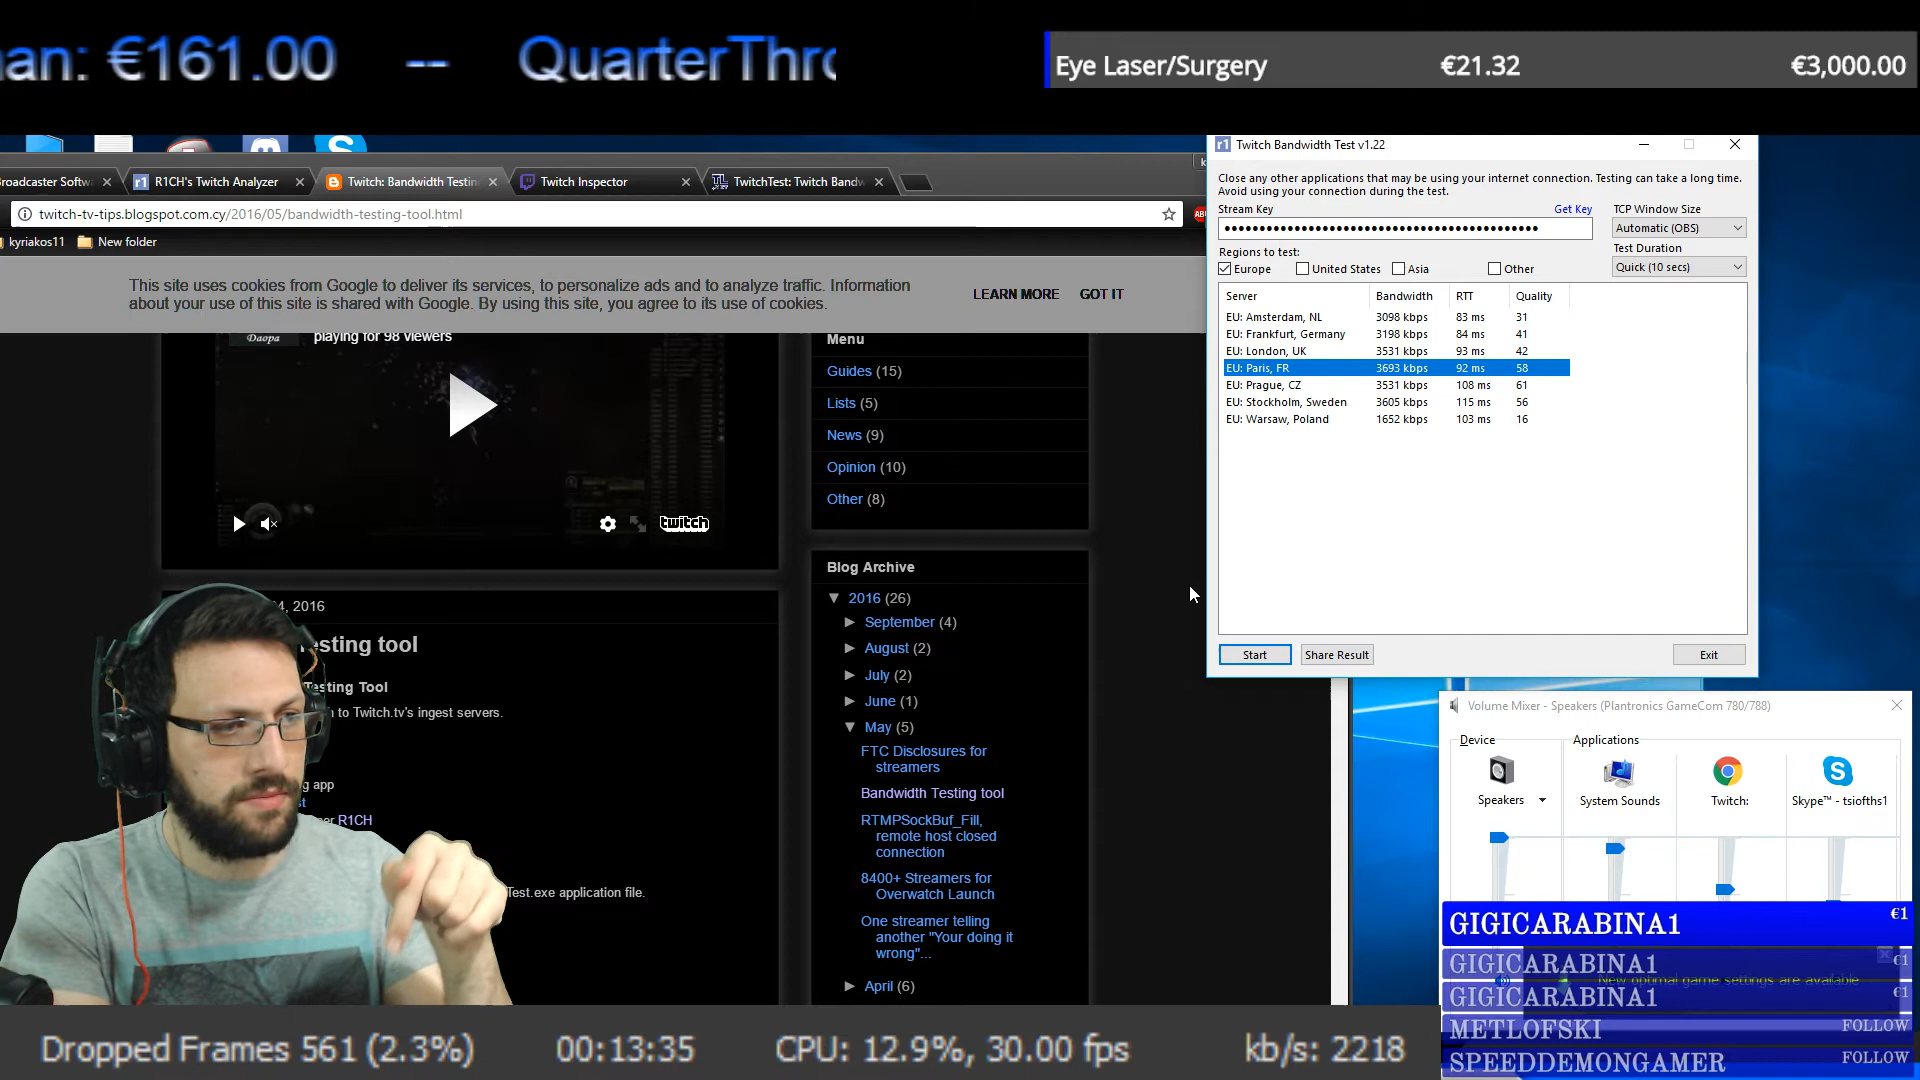 an: €161.00 -- QuarterThro
Eye Laser/Surgery €21.32 €3,000.00
roadcaster Softw
R1CH's Twitch Analyzer
Twitch: Bandwidth Testin
Twitch Inspector
TwitchTest: Twitch Bandw
twitch-tv-tips.blogspot.com.cy/2016/05/bandwidth-testing-tool.html
kyriakos11 New folder
This site uses cookies from Google to deliver its services, to personalize ads and to analyze traffic. Information
about your use of this site is shared with Google. By using this site, you agree to its use of cookies.
LEARN MORE GOT IT
Daopa
playing for 98 viewers
twitch
4, 2016
esting tool
Testing Tool
to Twitch.tv's ingest servers.
g app
st
er R1CH
Test.exe application file.
Menu
Guides (15)
Lists (5)
News (9)
Opinion (10)
Other (8)
Blog Archive
▼ 2016 (26)
► September (4)
► August (2)
► July (2)
► June (1)
▼ May (5)
FTC Disclosures for
streamers
Bandwidth Testing tool
RTMPSockBuf_Fill,
remote host closed
connection
8400+ Streamers for
Overwatch Launch
One streamer telling
another "Your doing it
wrong"...
► April (6)
r1 Twitch Bandwidth Test v1.22
Close any other applications that may be using your internet connection. Testing can take a long time.
Avoid using your connection during the test.
Stream Key Get Key TCP Window Size
Automatic (OBS)
Regions to test: Test Duration
Europe United States Asia Other Quick (10 secs)
Server Bandwidth RTT Quality
EU: Amsterdam, NL 3098 kbps 83 ms 31
EU: Frankfurt, Germany 3198 kbps 84 ms 41
EU: London, UK 3531 kbps 93 ms 42
EU: Paris, FR 3693 kbps 92 ms 58
EU: Prague, CZ 3531 kbps 108 ms 61
EU: Stockholm, Sweden 3605 kbps 115 ms 56
EU: Warsaw, Poland 1652 kbps 103 ms 16
Start Share Result Exit
Volume Mixer - Speakers (Plantronics GameCom 780/788)
Device Applications
Speakers System Sounds Twitch: Skype™ - tsiofths1
GIGICARABINA1 €1
GIGICARABINA1 €1
New optimal game settings are available
GIGICARABINA1 €1
METLOFSKI FOLLOW
SPEEDDEMONGAMER FOLLOW
Dropped Frames 561 (2.3%) 00:13:35 CPU: 12.9%, 30.00 fps kb/s: 2218